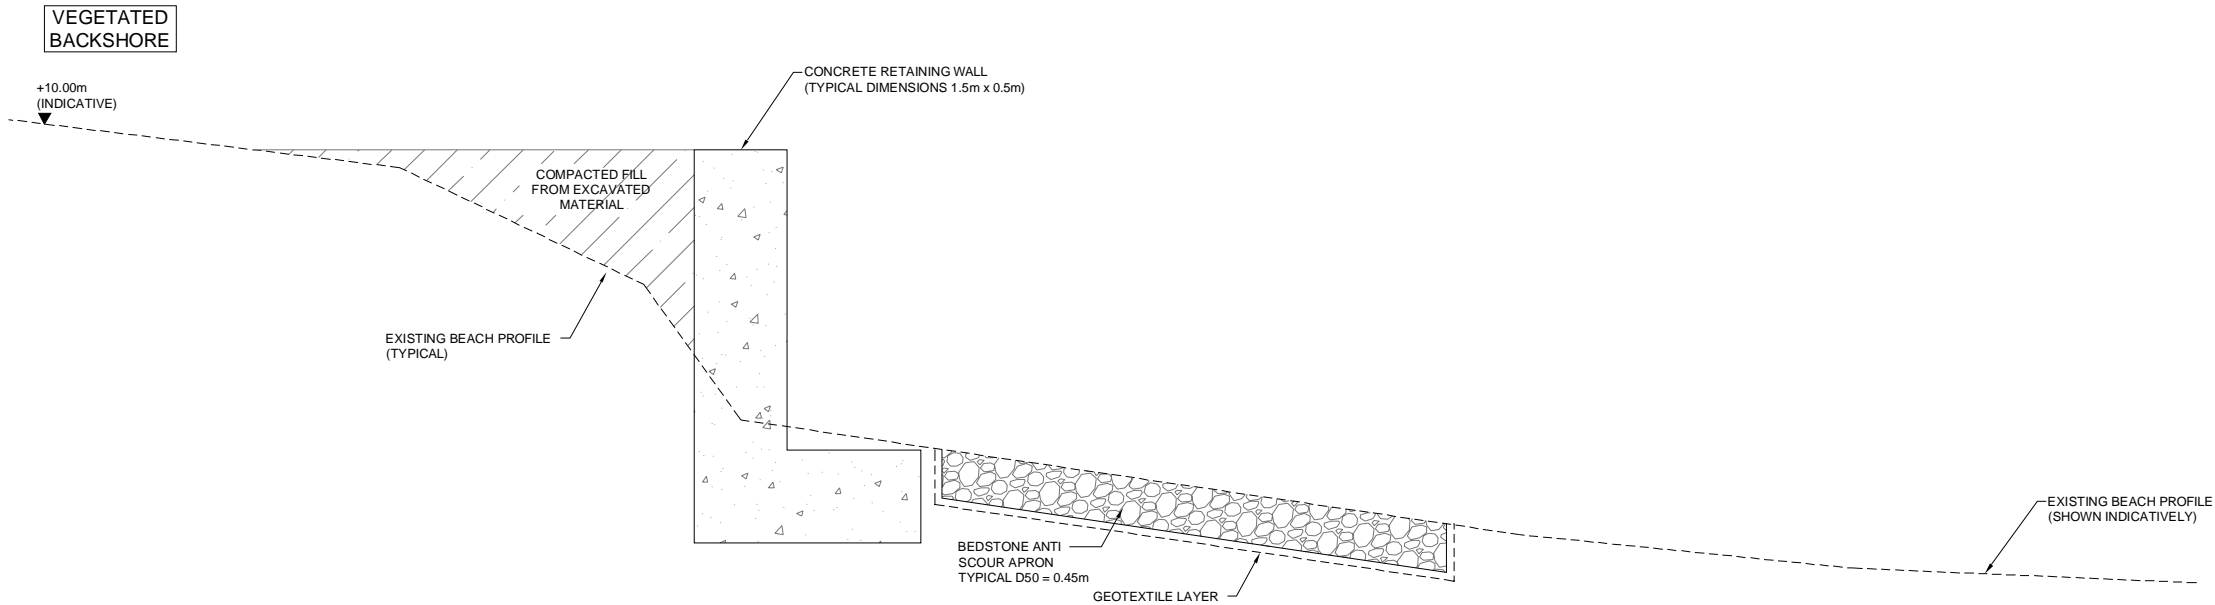 VEGETATED
BACKSHORE
+10.00m
(INDICATIVE)
CONCRETE RETAINING WALL
(TYPICAL DIMENSIONS 1.5m x 0.5m)
COMPACTED FILL
FROM EXCAVATED
MATERIAL
EXISTING BEACH PROFILE
(TYPICAL)
EXISTING BEACH PROFILE
(SHOWN INDICATIVELY)
BEDSTONE ANTI
SCOUR APRON
TYPICAL D50 = 0.45m
GEOTEXTILE LAYER